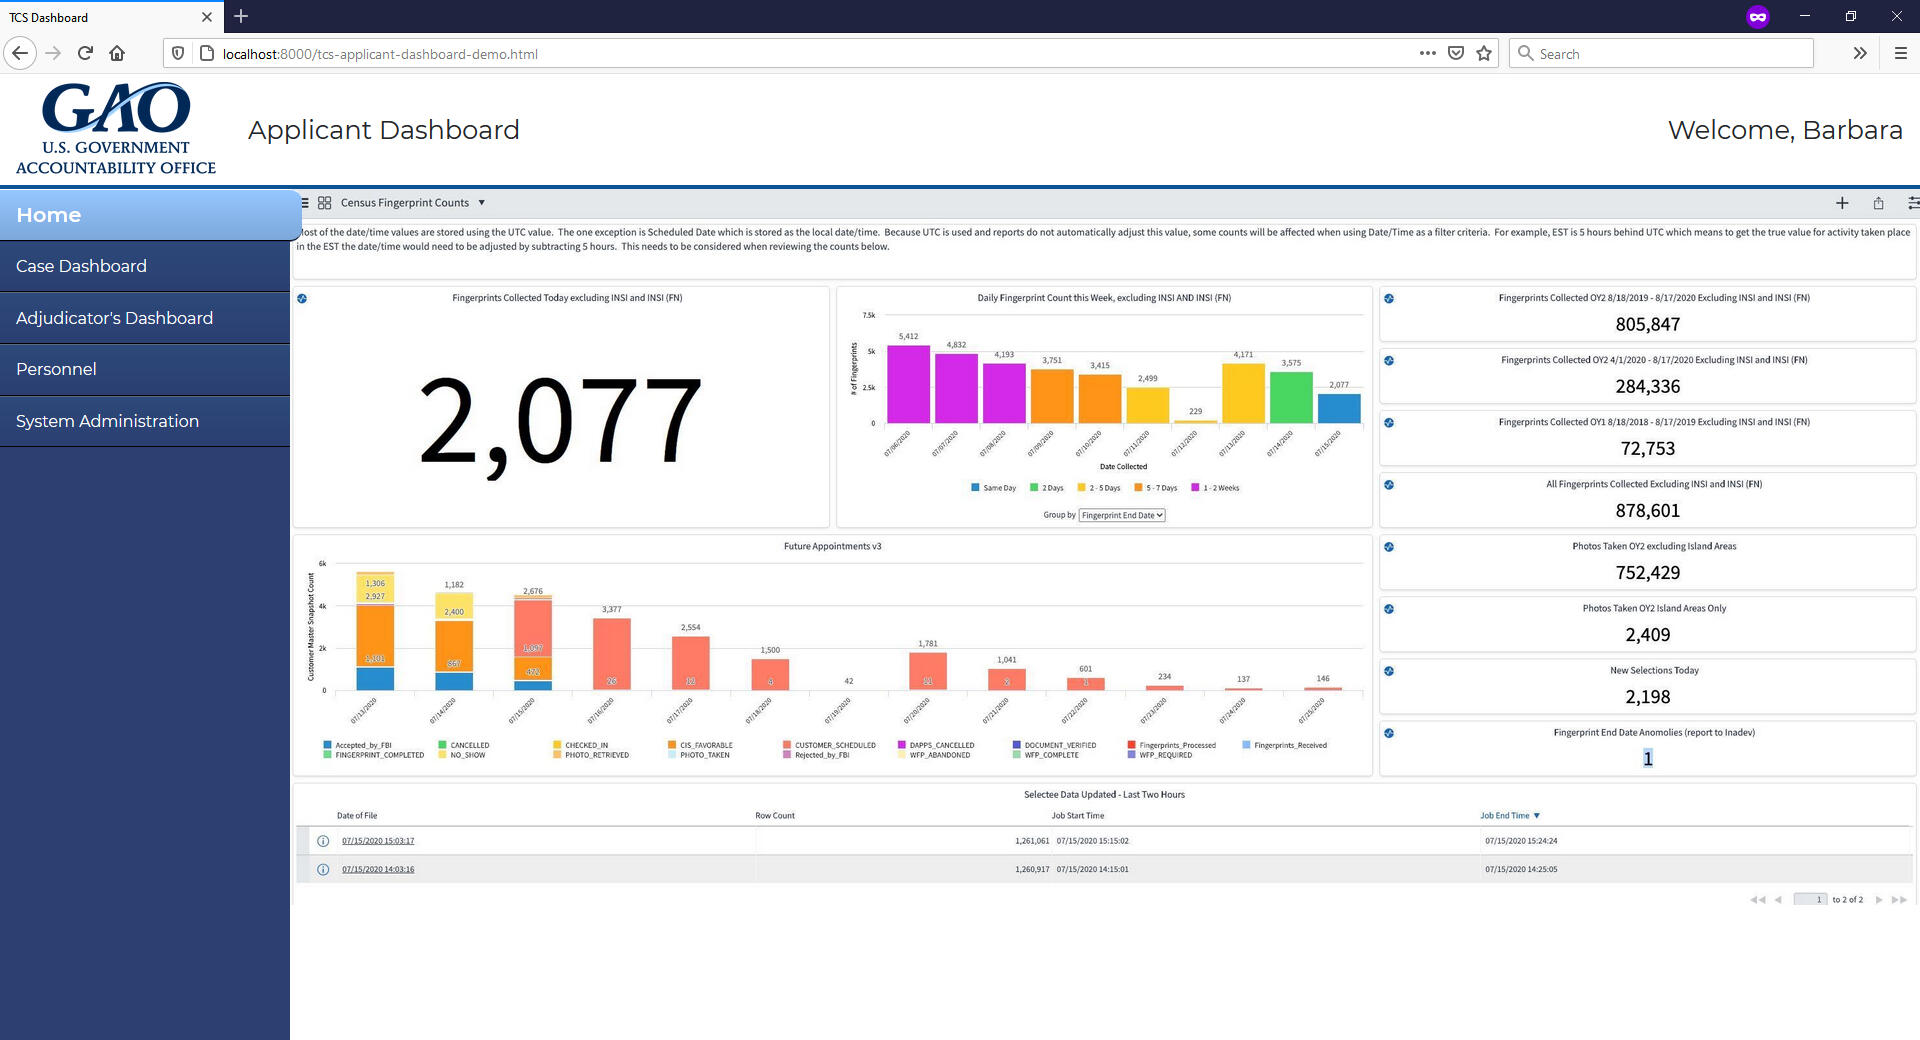 TCS Dashboard
localhost:8000/tcs-applicant-dashboard-demo.html
Search
GAO
U.S. GOVERNMENT
ACCOUNTABILITY OFFICE
Applicant Dashboard
Welcome, Barbara
Home
Case Dashboard
Adjudicator's Dashboard
Personnel
System Administration
Census Fingerprint Counts
ost of the date/time values are stored using the UTC value. The one exception is Scheduled Date which is stored as the local date/time. Because UTC is used and reports do not automatically adjust this value, some counts will be affected when using Date/Time as a filter criteria. For example, EST is 5 hours behind UTC which means to get the true value for activity taken place
in the EST the date/time would need to be adjusted by subtracting 5 hours. This needs to be considered when reviewing the counts below.
Fingerprints Collected Today excluding INSI and INSI (FN)
2,077
Daily Fingerprint Count this Week, excluding INSI AND INSI (FN)
# of Fingerprints
7.5k
5k
2.5k
0
5,412
4,832
4,193
3,751
3,415
2,499
229
4,171
3,575
2,077
07/06/2020
07/07/2020
07/08/2020
07/09/2020
07/10/2020
07/11/2020
07/12/2020
07/13/2020
07/14/2020
07/15/2020
Date Collected
Same Day 2 Days 2 - 5 Days 5 - 7 Days 1 - 2 Weeks
Group by Fingerprint End Date
Fingerprints Collected OY2 8/18/2019 - 8/17/2020 Excluding INSI and INSI (FN)
805,847
Fingerprints Collected OY2 4/1/2020 - 8/17/2020 Excluding INSI and INSI (FN)
284,336
Fingerprints Collected OY1 8/18/2018 - 8/17/2019 Excluding INSI and INSI (FN)
72,753
All Fingerprints Collected Excluding INSI and INSI (FN)
878,601
Photos Taken OY2 excluding Island Areas
752,429
Photos Taken OY2 Island Areas Only
2,409
New Selections Today
2,198
Fingerprint End Date Anomolies (report to Inadev)
1
Future Appointments v3
Customer Master Snapshot Count
6k
4k
2k
0
1,306
2,927
1,101
1,182
2,400
867
2,676
1,097
472
3,377
26
2,554
12
1,500
4
42
1,781
11
1,041
2
601
1
234
137
146
07/13/2020
07/14/2020
07/15/2020
07/16/2020
07/17/2020
07/18/2020
07/19/2020
07/20/2020
07/21/2020
07/22/2020
07/23/2020
07/24/2020
07/25/2020
Accepted_by_FBI CANCELLED CHECKED_IN CIS_FAVORABLE CUSTOMER_SCHEDULED DAPPS_CANCELLED DOCUMENT_VERIFIED Fingerprints_Processed Fingerprints_Received
FINGERPRINT_COMPLETED NO_SHOW PHOTO_RETRIEVED PHOTO_TAKEN Rejected_by_FBI WFP_ABANDONED WFP_COMPLETE WFP_REQUIRED
Selectee Data Updated - Last Two Hours
Date of File Row Count Job Start Time Job End Time
07/15/2020 15:03:17 1,261,061 07/15/2020 15:15:02 07/15/2020 15:24:24
07/15/2020 14:03:16 1,260,917 07/15/2020 14:15:01 07/15/2020 14:25:05
1 to 2 of 2